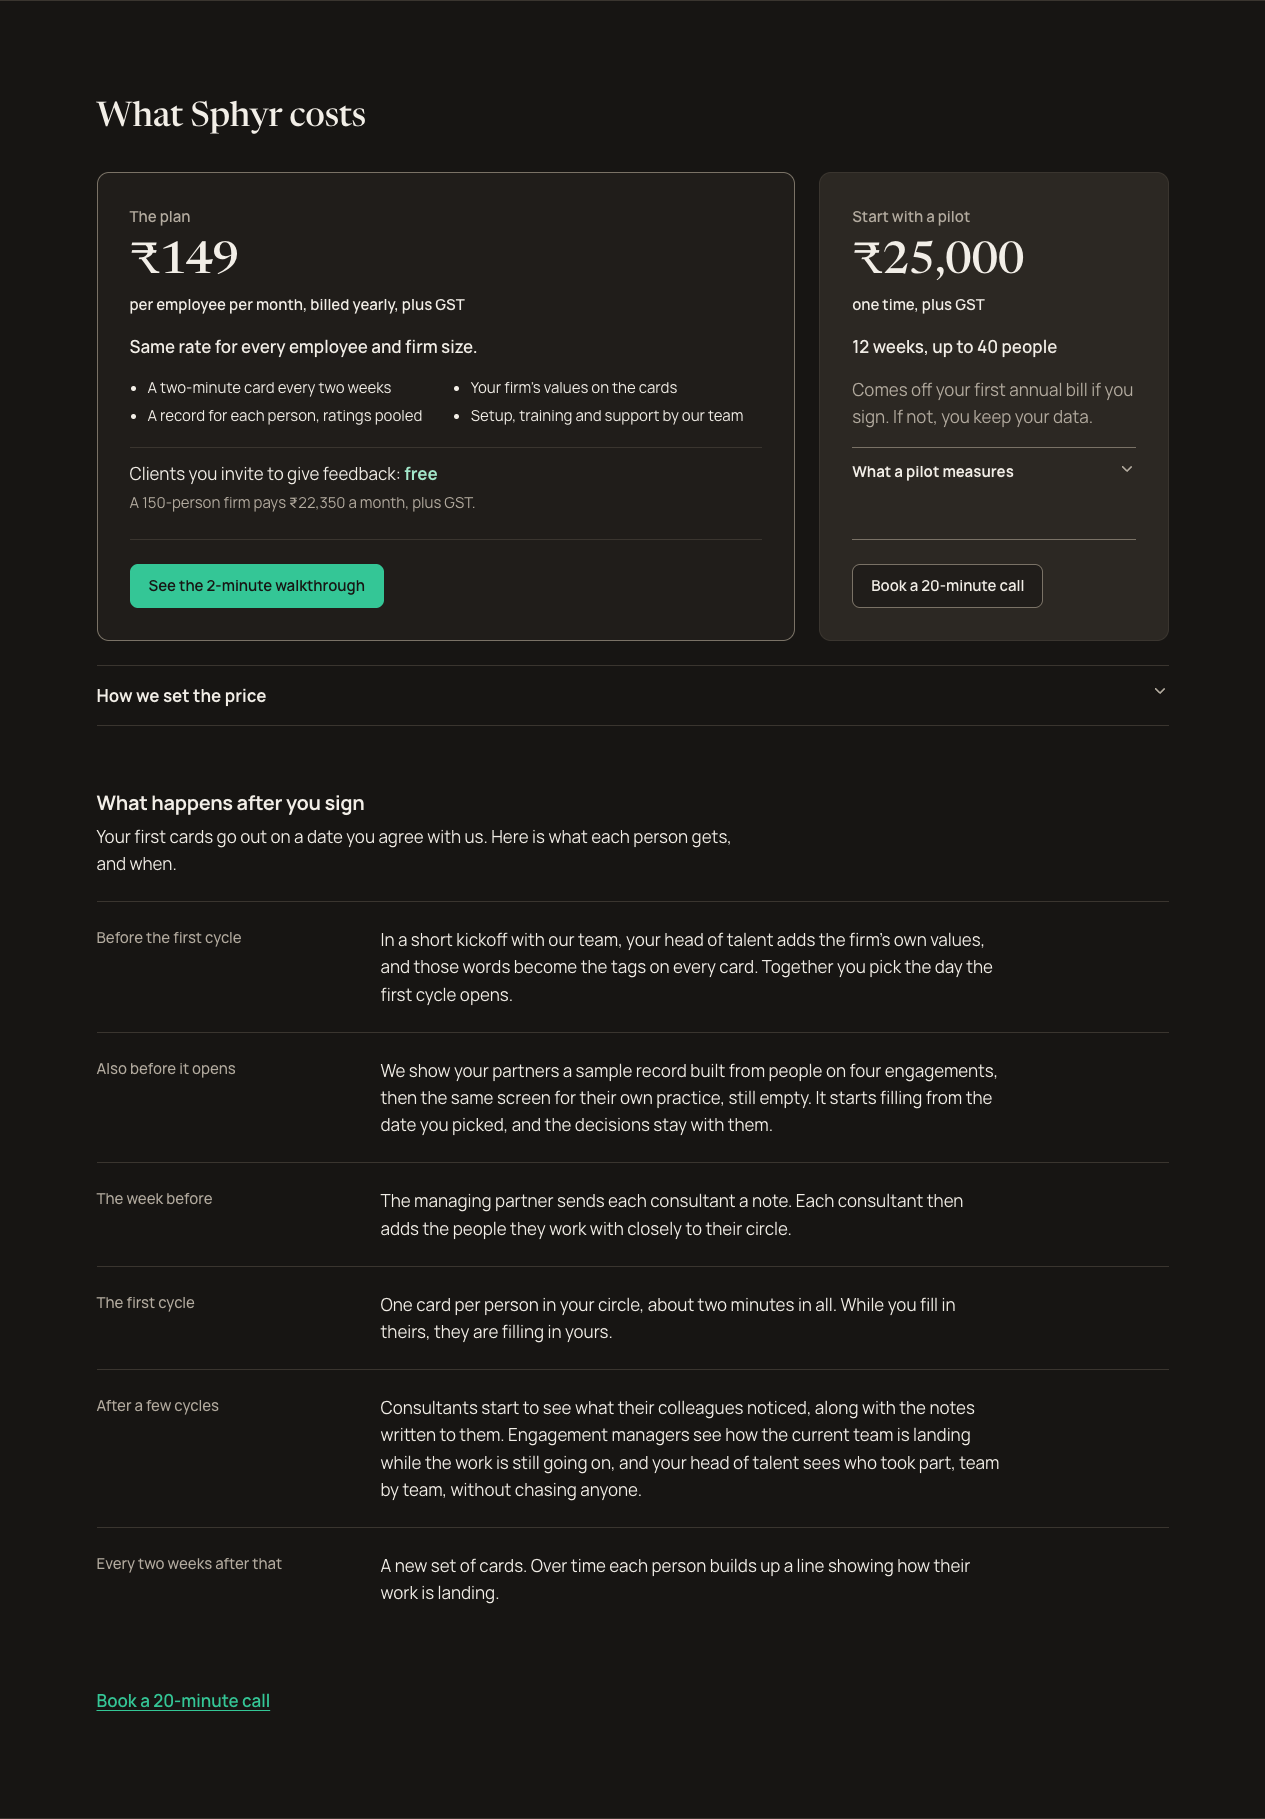 What Sphyr costs
The plan
₹149
per employee per month, billed yearly, plus GST
Same rate for every employee and firm size.
• A two-minute card every two weeks
• A record for each person, ratings pooled
• Your firm's values on the cards
• Setup, training and support by our team
Clients you invite to give feedback: free
A 150-person firm pays ₹22,350 a month, plus GST.
See the 2-minute walkthrough
Start with a pilot
₹25,000
one time, plus GST
12 weeks, up to 40 people
Comes off your first annual bill if you
sign. If not, you keep your data.
What a pilot measures
Book a 20-minute call
How we set the price
What happens after you sign
Your first cards go out on a date you agree with us. Here is what each person gets,
and when.
Before the first cycle
In a short kickoff with our team, your head of talent adds the firm's own values,
and those words become the tags on every card. Together you pick the day the
first cycle opens.
Also before it opens
We show your partners a sample record built from people on four engagements,
then the same screen for their own practice, still empty. It starts filling from the
date you picked, and the decisions stay with them.
The week before
The managing partner sends each consultant a note. Each consultant then
adds the people they work with closely to their circle.
The first cycle
One card per person in your circle, about two minutes in all. While you fill in
theirs, they are filling in yours.
After a few cycles
Consultants start to see what their colleagues noticed, along with the notes
written to them. Engagement managers see how the current team is landing
while the work is still going on, and your head of talent sees who took part, team
by team, without chasing anyone.
Every two weeks after that
A new set of cards. Over time each person builds up a line showing how their
work is landing.
Book a 20-minute call